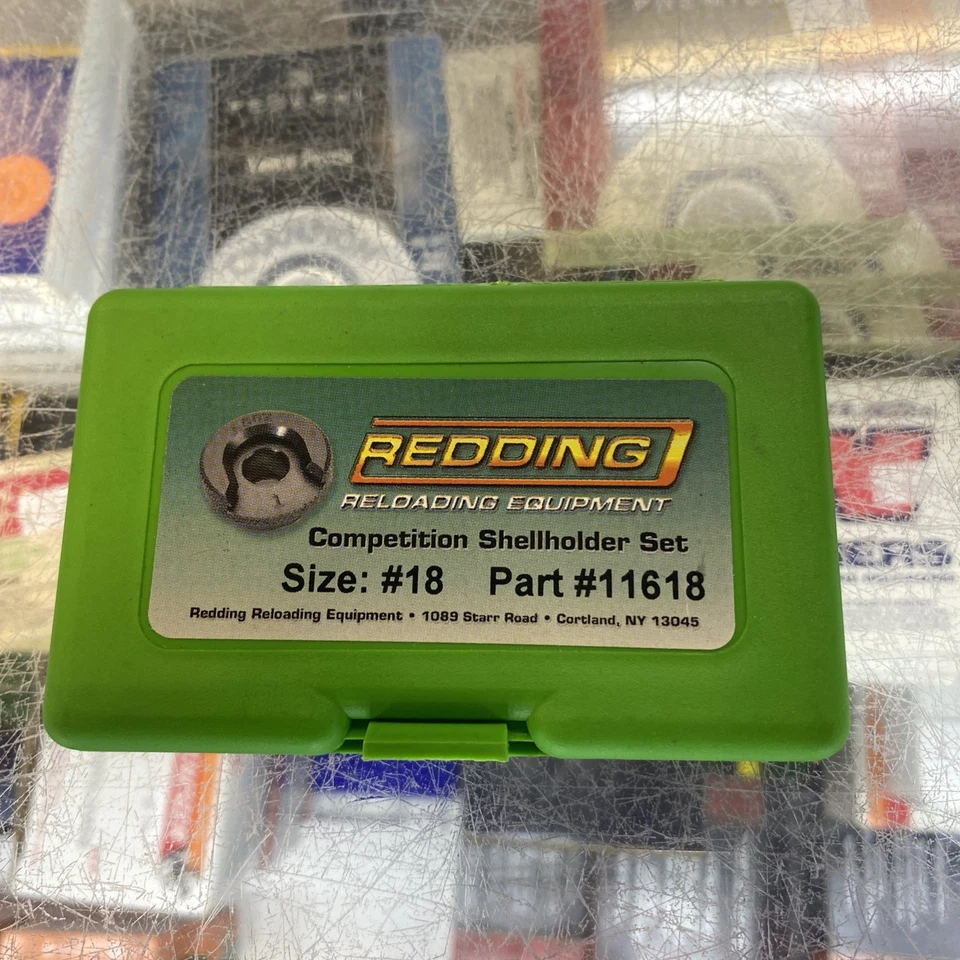 REDDING
RELOADING EQUIPMENT
Competition Shellholder Set
Size: #18 Part #11618
Redding Reloading Equipment • 1089 Starr Road • Cortland, NY 13045